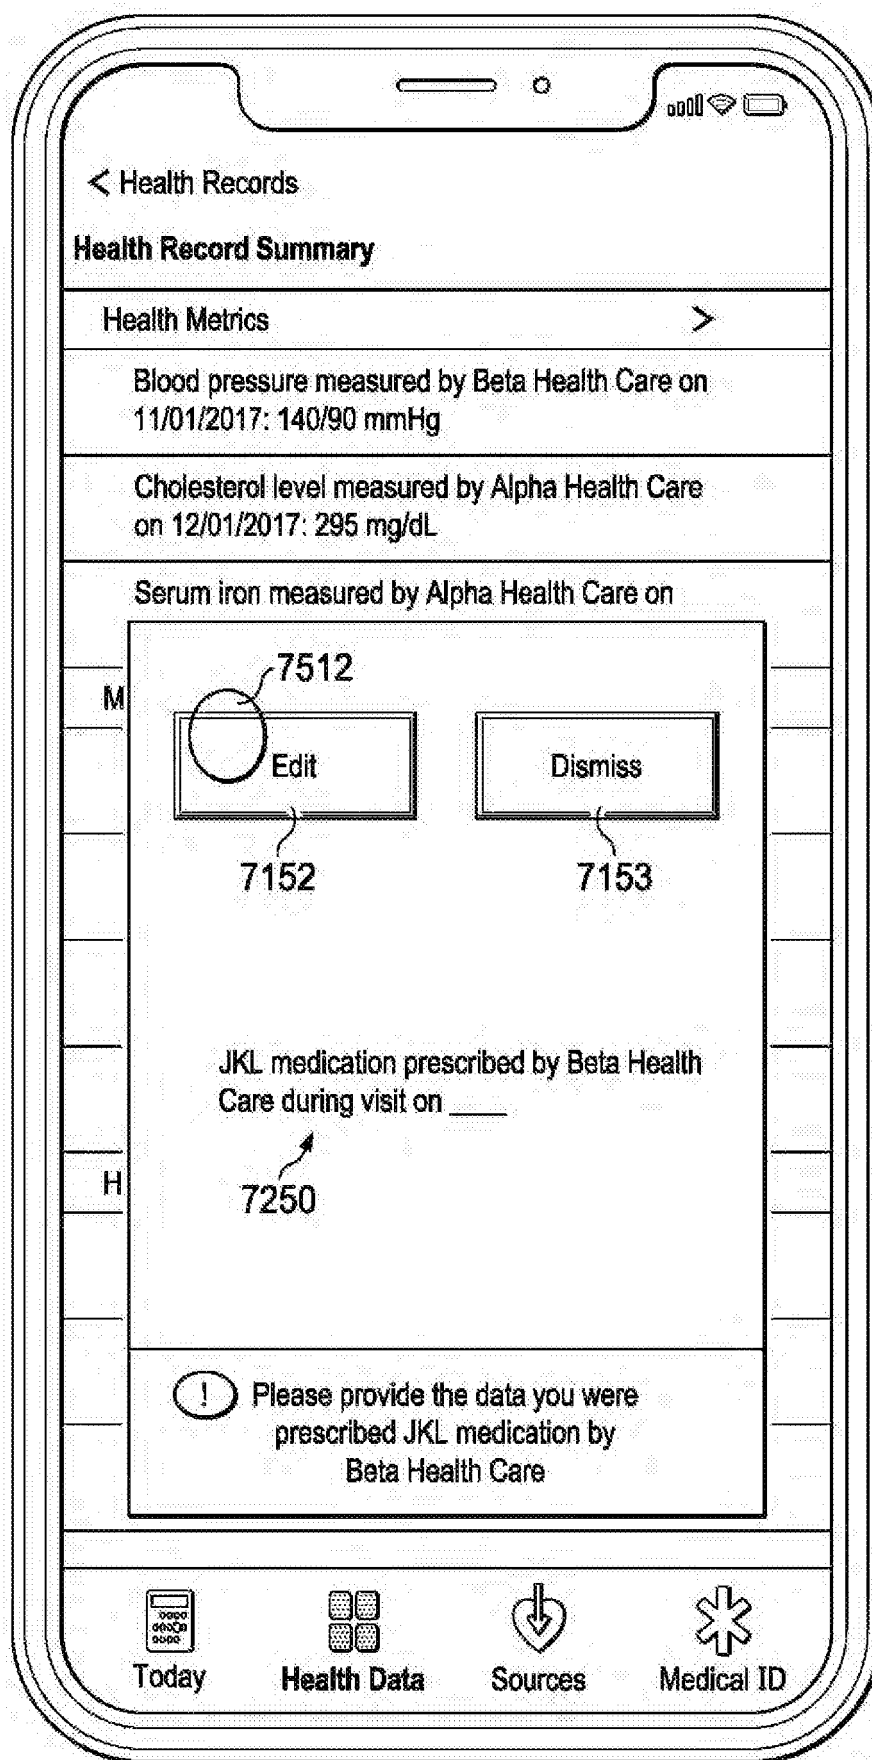 < Health Records
Health Record Summary
Health Metrics >
Blood pressure measured by Beta Health Care on
11/01/2017: 140/90 mmHg
Cholesterol level measured by Alpha Health Care
on 12/01/2017: 295 mg/dL
Serum iron measured by Alpha Health Care on
7512
M
Edit
Dismiss
7152
7153
JKL medication prescribed by Beta Health
Care during visit on ____
H
7250
! Please provide the data you were
prescribed JKL medication by
Beta Health Care
Today
Health Data
Sources
Medical ID